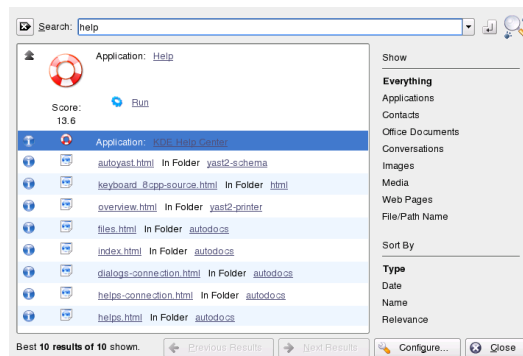 Search: help
Application: Help
Run
Score:
13.6
Application: KDE Help Center
autoyast.html In Folder yast2-schema
keyboard_8cpp-source.html In Folder html
overview.html In Folder yast2-printer
files.html In Folder autodocs
index.html In Folder autodocs
dialogs-connection.html In Folder autodocs
helps-connection.html In Folder autodocs
helps.html In Folder autodocs
Show
Everything
Applications
Contacts
Office Documents
Conversations
Images
Media
Web Pages
File/Path Name
Sort By
Type
Date
Name
Relevance
Best 10 results of 10 shown.
Previous Results
Next Results
Configure...
Close